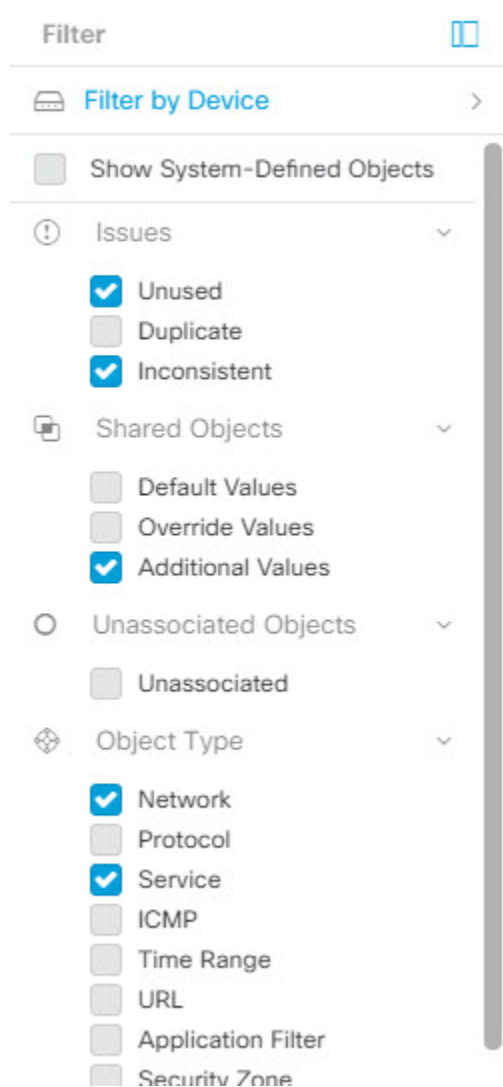 Filter
Filter by Device
Show System-Defined Objects
Issues
Unused
Duplicate
Inconsistent
Shared Objects
Default Values
Override Values
Additional Values
Unassociated Objects
Unassociated
Object Type
Network
Protocol
Service
ICMP
Time Range
URL
Application Filter
Security Zone